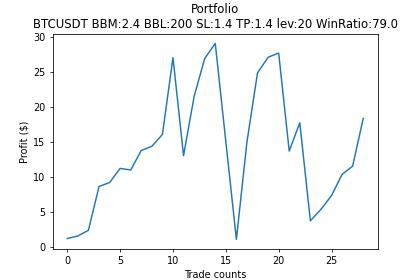 Portfolio
BTCUSDT BBM:2.4 BBL:200 SL:1.4 TP:1.4 lev:20 WinRatio:79.0
30
25
20
15
10
5
0
Profit ($)
0 5 10 15 20 25
Trade counts